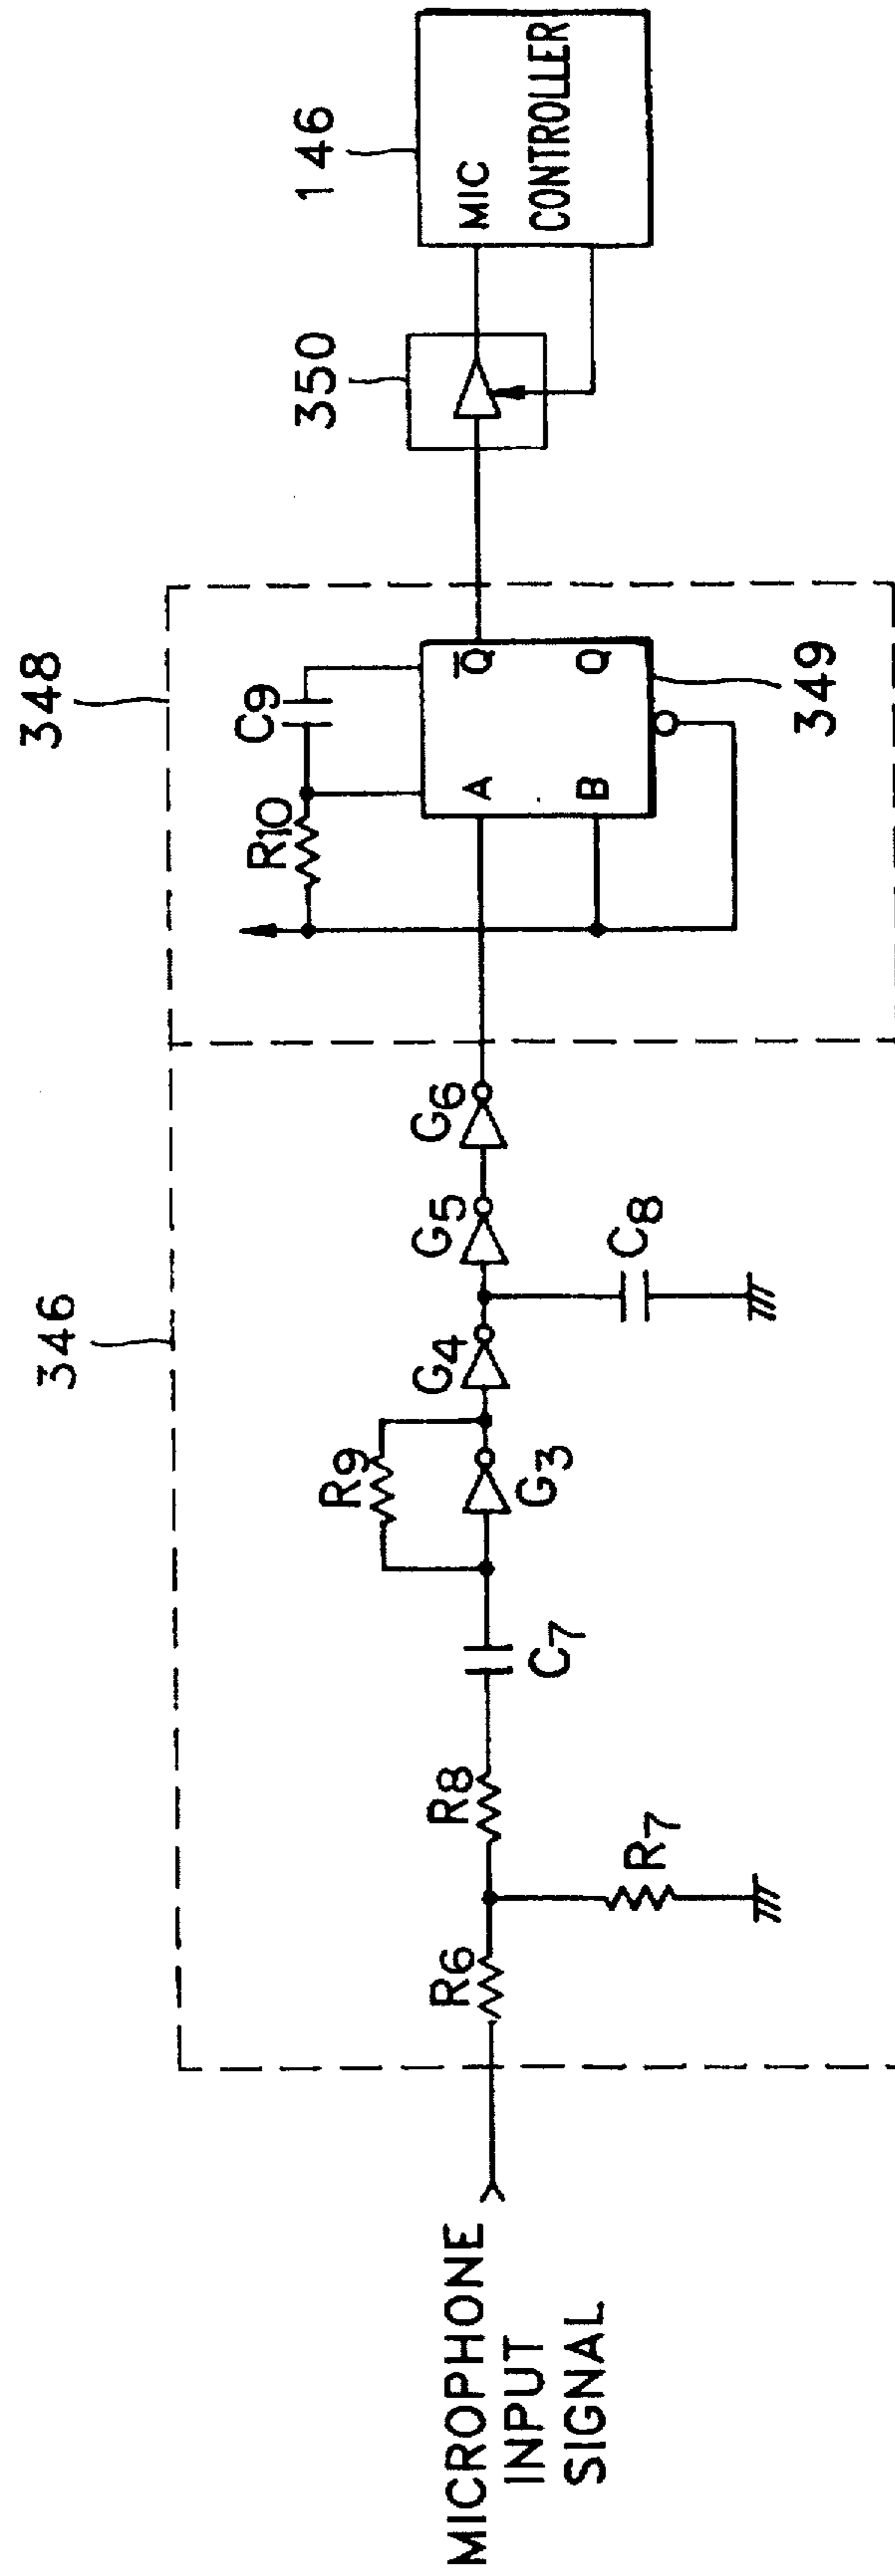 MICROPHONE
INPUT
SIGNAL
346
R6
R7
R8
C7
R9
G3
G4
C8
G5
G6
348
R10
C9
A
B
Q̅
Q
349
350
146
MIC
CONTROLLER